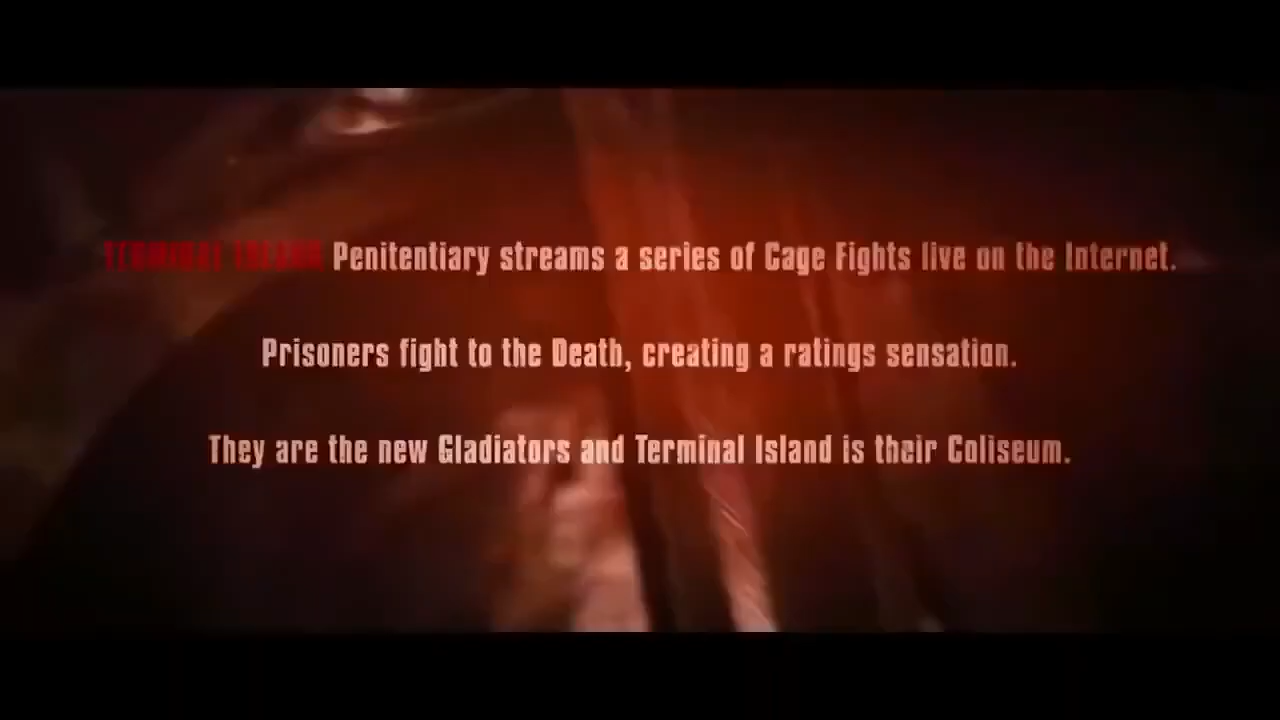 TERMINAL ISLAND Penitentiary streams a series of Cage Fights live on the Internet.
Prisoners fight to the Death, creating a ratings sensation.
They are the new Gladiators and Terminal Island is their Coliseum.